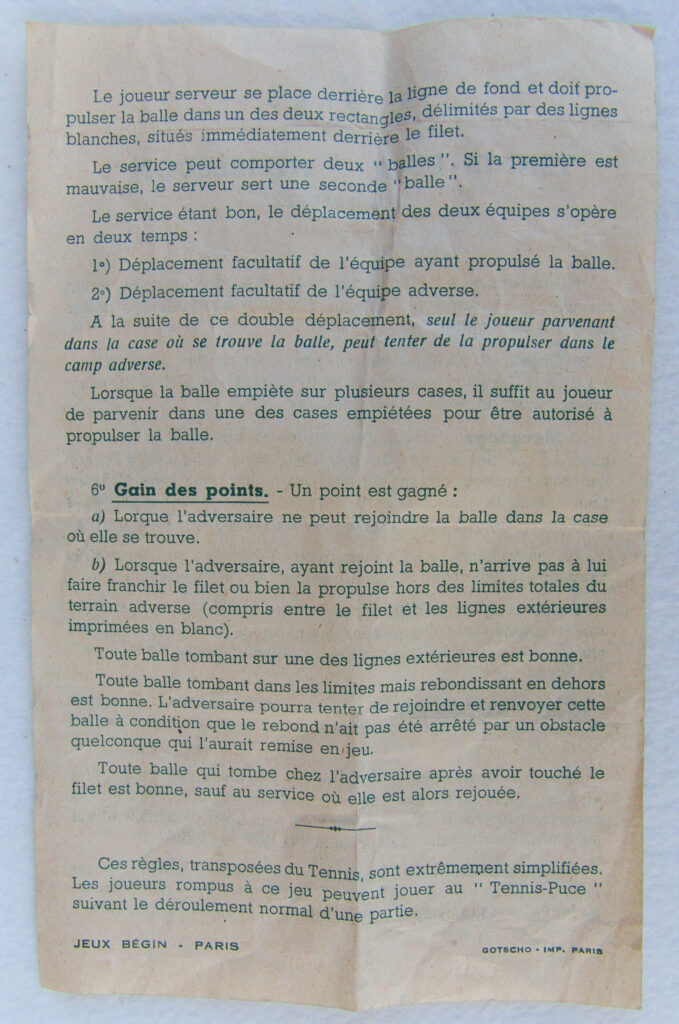 Le joueur serveur se place derrière la ligne de fond et doit pro-
pulser la balle dans un des deux rectangles, délimités par des lignes
blanches, situés immédiatement derrière le filet.
Le service peut comporter deux " balles ". Si la première est
mauvaise, le serveur sert une seconde " balle ".
Le service étant bon, le déplacement des deux équipes s'opère
en deux temps :
1º) Déplacement facultatif de l'équipe ayant propulsé la balle.
2º) Déplacement facultatif de l'équipe adverse.
A la suite de ce double déplacement, seul le joueur parvenant
dans la case où se trouve la balle, peut tenter de la propulser dans le
camp adverse.
Lorsque la balle empiète sur plusieurs cases, il suffit au joueur
de parvenir dans une des cases empiétées pour être autorisé à
propulser la balle.
6º Gain des points. - Un point est gagné :
a) Lorque l'adversaire ne peut rejoindre la balle dans la case
où elle se trouve.
b) Lorsque l'adversaire, ayant rejoint la balle, n'arrive pas à lui
faire franchir le filet ou bien la propulse hors des limites totales du
terrain adverse (compris entre le filet et les lignes extérieures
imprimées en blanc).
Toute balle tombant sur une des lignes extérieures est bonne.
Toute balle tombant dans les limites mais rebondissant en dehors
est bonne. L'adversaire pourra tenter de rejoindre et renvoyer cette
balle à condition que le rebond n'ait pas été arrêté par un obstacle
quelconque qui l'aurait remise en jeu.
Toute balle qui tombe chez l'adversaire après avoir touché le
filet est bonne, sauf au service où elle est alors rejouée.
Ces règles, transposées du Tennis, sont extrêmement simplifiées.
Les joueurs rompus à ce jeu peuvent jouer au " Tennis-Puce "
suivant le déroulement normal d'une partie.
JEUX BÉGIN - PARIS
GOTSCHO - IMP. PARIS